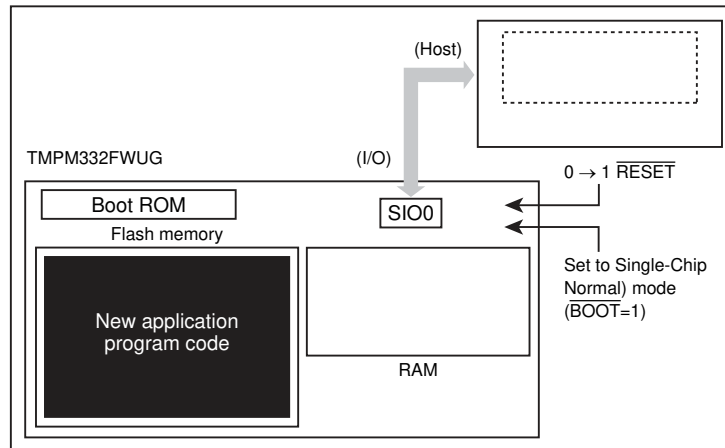 (Host)
TMPM332FWUG
(I/O)
0 → 1 RESET
Boot ROM
SIO0
Flash memory
Set to Single-Chip
Normal) mode
(BOOT=1)
New application
program code
RAM